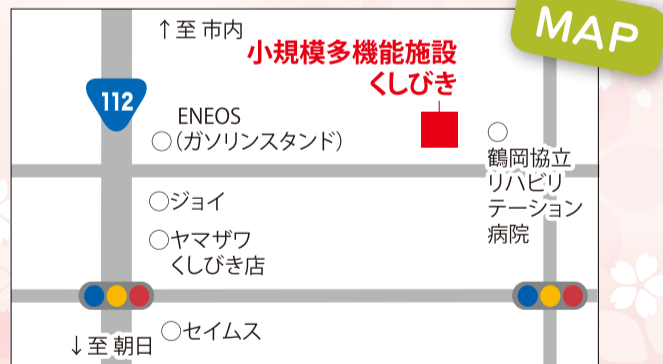 MAP
↑至 市内
小規模多機能施設
くしびき
112
ENEOS
（ガソリンスタンド）
鶴岡協立
リハビリ
テーション
病院
ジョイ
ヤマザワ
くしびき店
セイムス
↓至 朝日